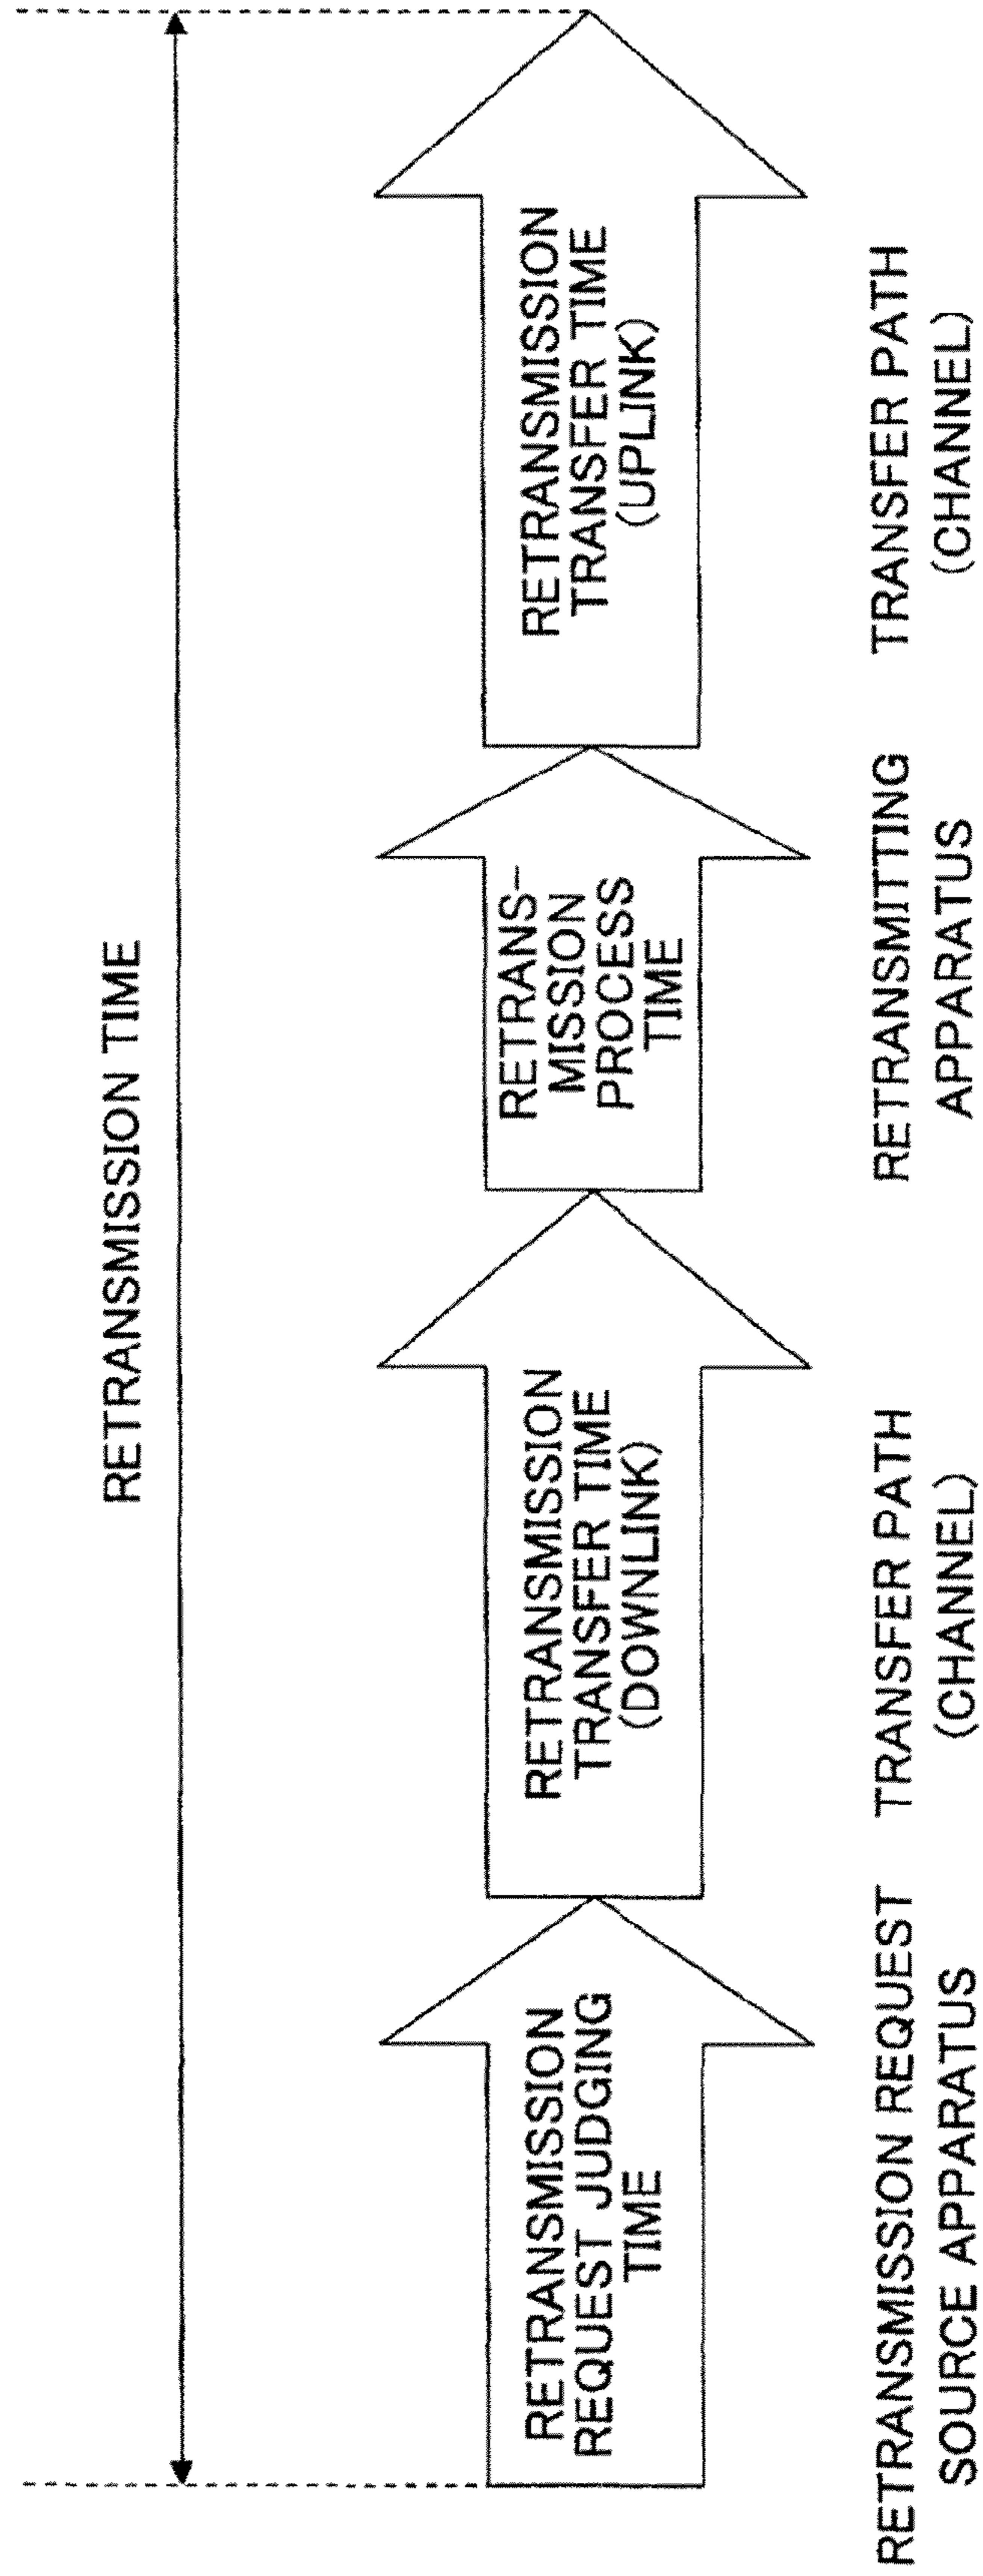 RETRANSMISSION TIME
RETRANSMISSION
REQUEST JUDGING
TIME
RETRANSMISSION
TRANSFER TIME
(DOWNLINK)
RETRANS-
MISSION
PROCESS
TIME
RETRANSMISSION
TRANSFER TIME
(UPLINK)
RETRANSMISSION REQUEST
SOURCE APPARATUS
TRANSFER PATH
(CHANNEL)
RETRANSMITTING
APPARATUS
TRANSFER PATH
(CHANNEL)